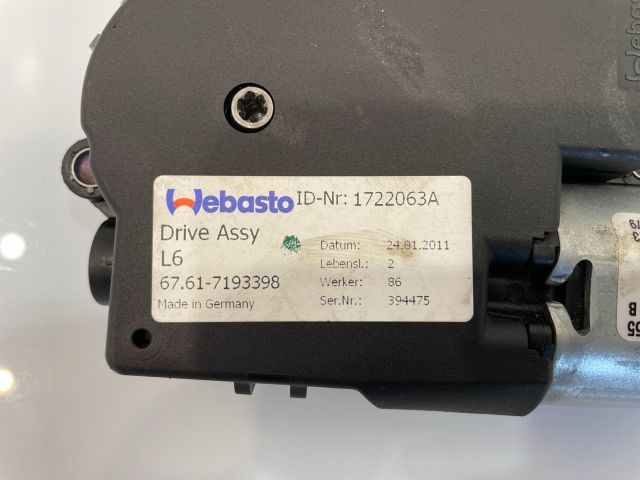 Webasto ID-Nr: 1722063A
Drive Assy
L6
67.61-7193398
Made in Germany
Datum: 24.01.2011
Lebensl.: 2
Werker: 86
Ser.Nr.: 394475